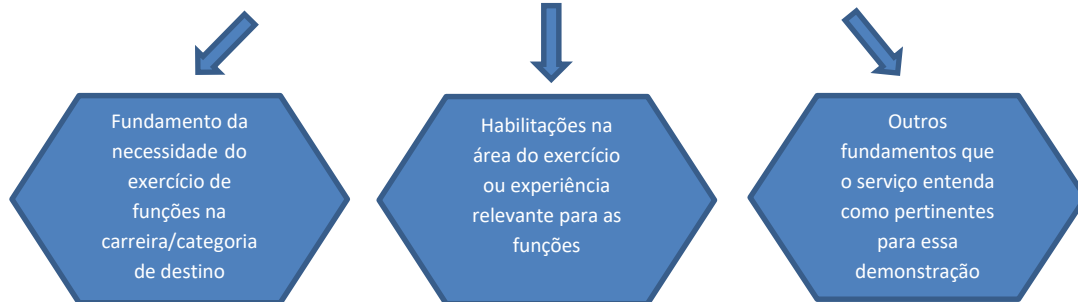 Fundamento da
necessidade do
exercício de
funções na
carreira/categoria
de destino
Habilitações na
área do exercício
ou experiência
relevante para as
funções
Outros
fundamentos que
o serviço entenda
como pertinentes
para essa
demonstração